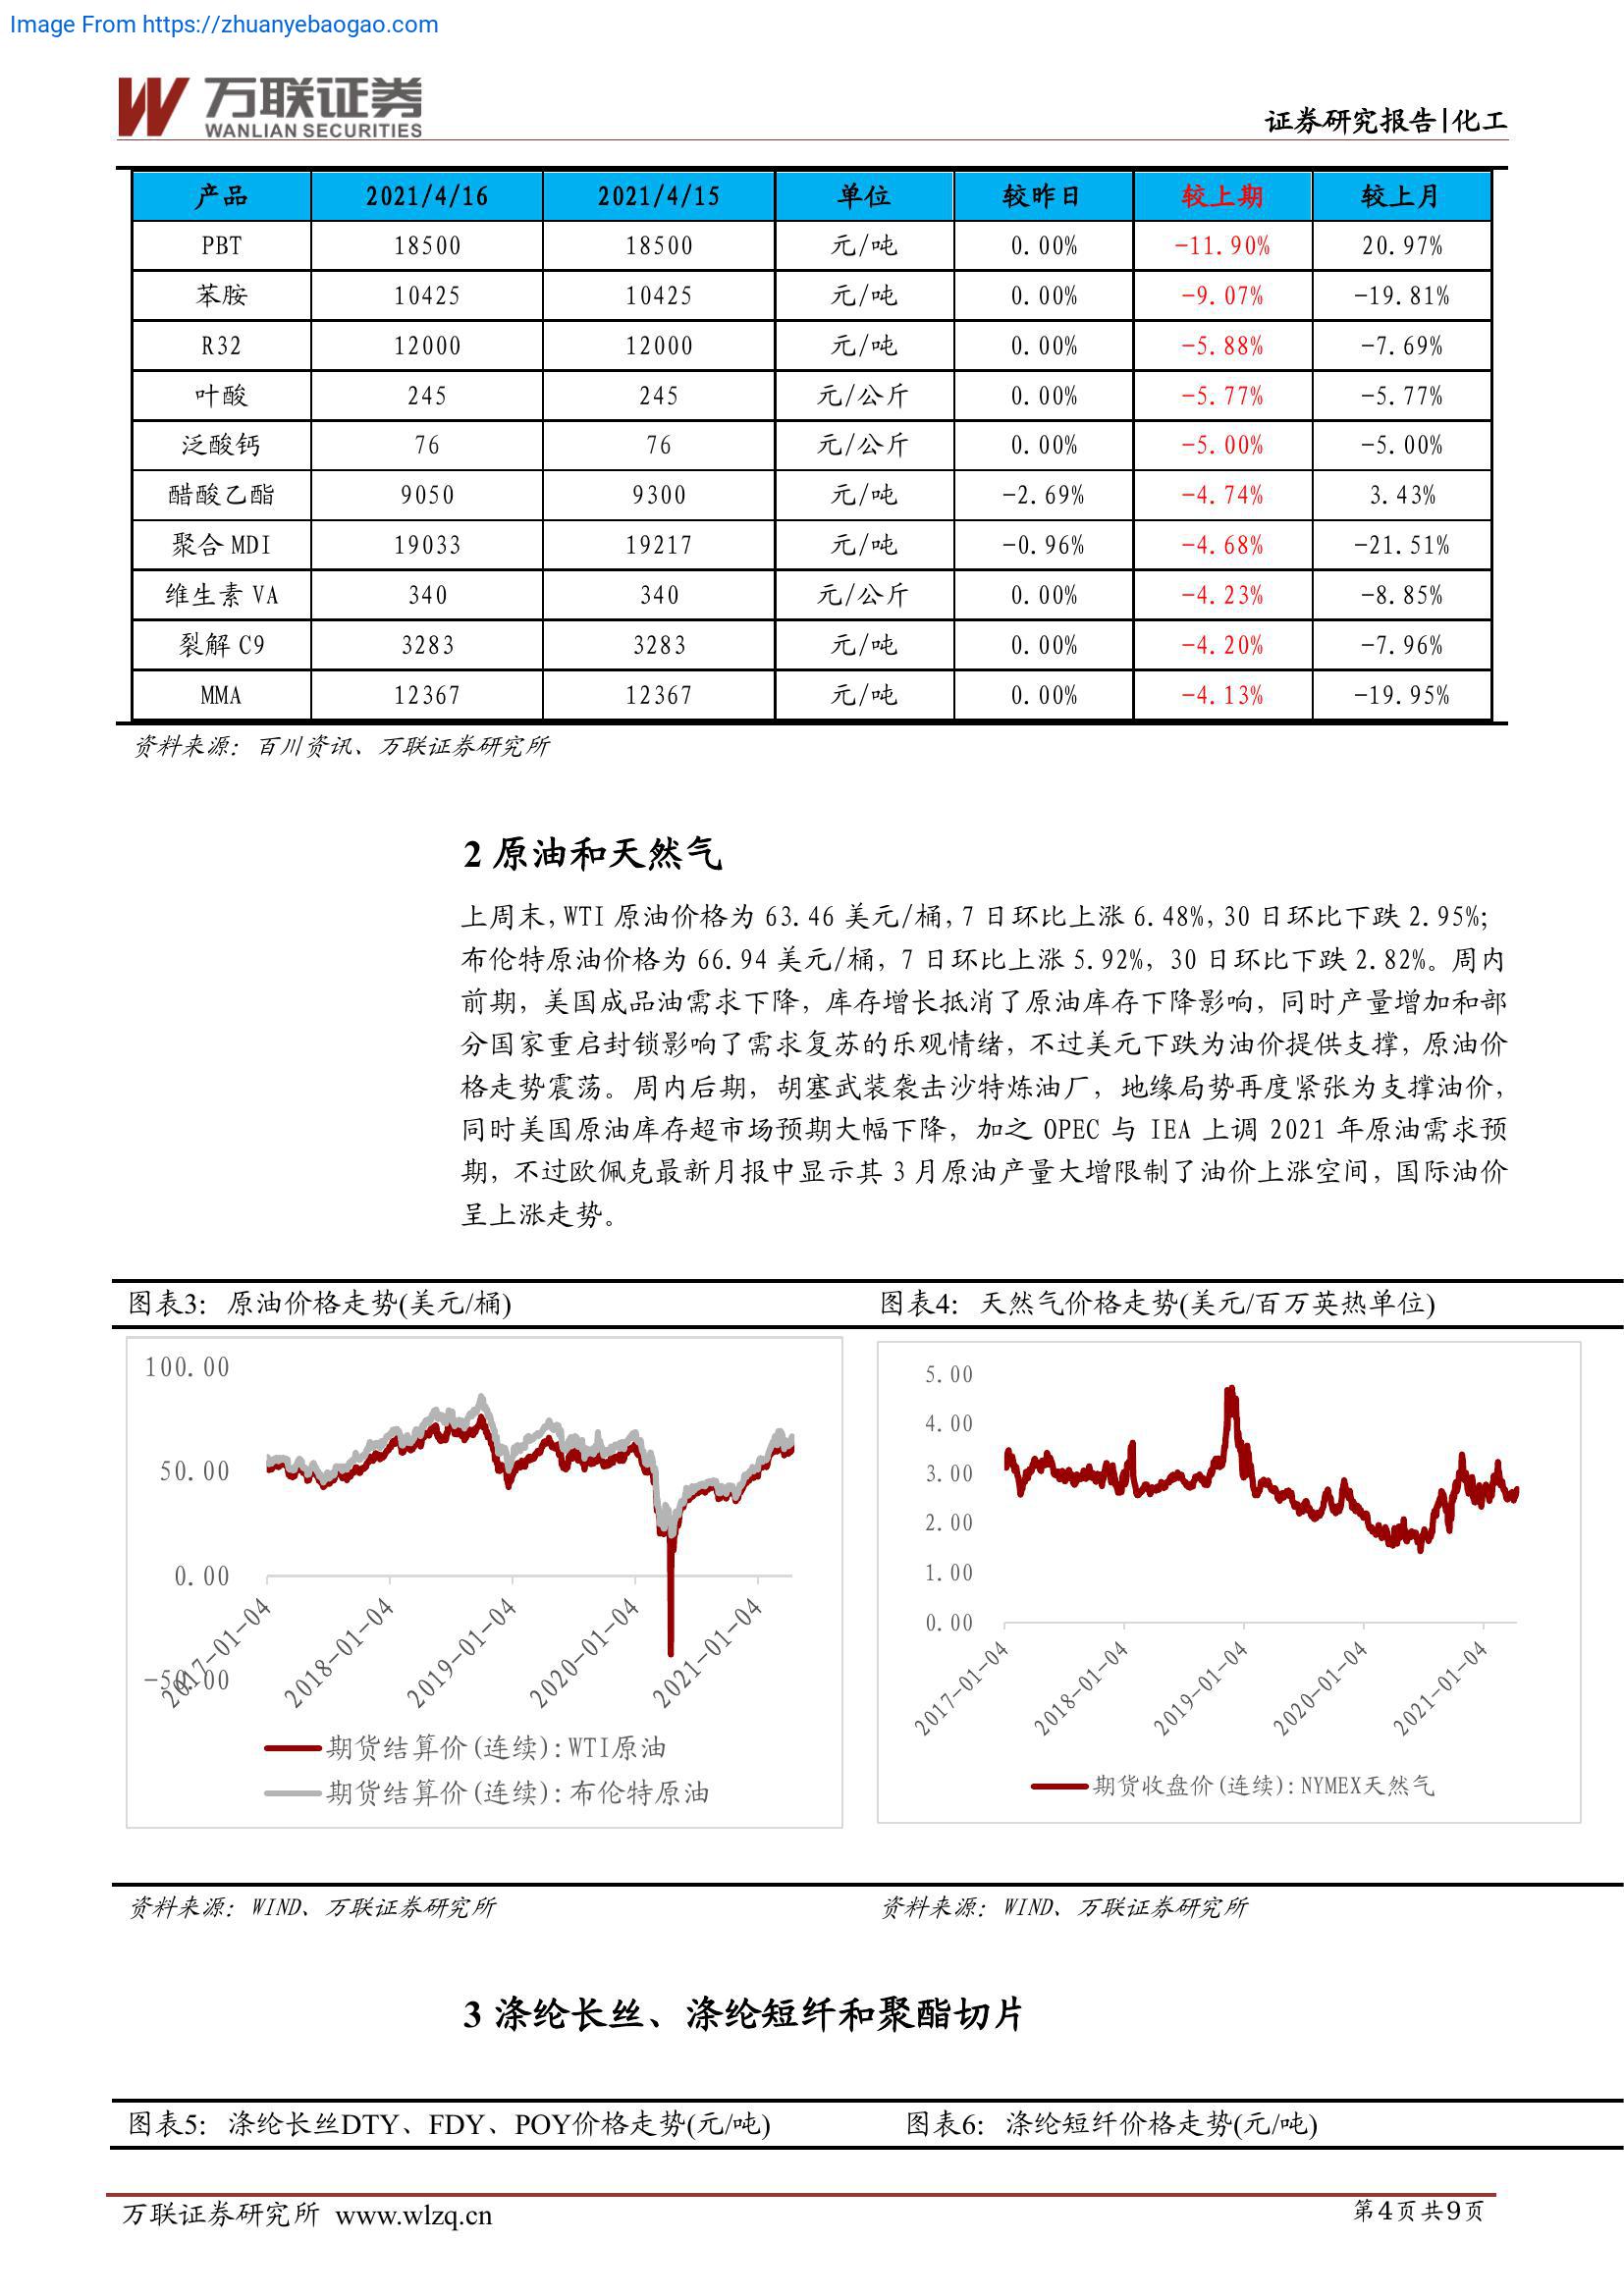 Image From https://zhuanyebaogao.com
万联证券
WANLIAN SECURITIES
证券研究报告|化工
产品 2021/4/16 2021/4/15 单位 较昨日 较上期 较上月
PBT 18500 18500 元/吨 0.00% -11.90% 20.97%
苯胺 10425 10425 元/吨 0.00% -9.07% -19.81%
R32 12000 12000 元/吨 0.00% -5.88% -7.69%
叶酸 245 245 元/公斤 0.00% -5.77% -5.77%
泛酸钙 76 76 元/公斤 0.00% -5.00% -5.00%
醋酸乙酯 9050 9300 元/吨 -2.69% -4.74% 3.43%
聚合 MDI 19033 19217 元/吨 -0.96% -4.68% -21.51%
维生素 VA 340 340 元/公斤 0.00% -4.23% -8.85%
裂解 C9 3283 3283 元/吨 0.00% -4.20% -7.96%
MMA 12367 12367 元/吨 0.00% -4.13% -19.95%
资料来源：百川资讯、万联证券研究所
2 原油和天然气
上周末，WTI 原油价格为 63.46 美元/桶，7 日环比上涨 6.48%，30 日环比下跌 2.95%；
布伦特原油价格为 66.94 美元/桶，7 日环比上涨 5.92%，30 日环比下跌 2.82%。周内
前期，美国成品油需求下降，库存增长抵消了原油库存下降影响，同时产量增加和部
分国家重启封锁影响了需求复苏的乐观情绪，不过美元下跌为油价提供支撑，原油价
格走势震荡。周内后期，胡塞武装袭击沙特炼油厂，地缘局势再度紧张为支撑油价，
同时美国原油库存超市场预期大幅下降，加之 OPEC 与 IEA 上调 2021 年原油需求预
期，不过欧佩克最新月报中显示其 3 月原油产量大增限制了油价上涨空间，国际油价
呈上涨走势。
图表3：原油价格走势(美元/桶)
100.00
50.00
0.00
-50.00
2017-01-04
2018-01-04
2019-01-04
2020-01-04
2021-01-04
期货结算价(连续):WTI原油
期货结算价(连续):布伦特原油
图表4：天然气价格走势(美元/百万英热单位)
5.00
4.00
3.00
2.00
1.00
0.00
2017-01-04
2018-01-04
2019-01-04
2020-01-04
2021-01-04
期货收盘价(连续):NYMEX天然气
资料来源：WIND、万联证券研究所
资料来源：WIND、万联证券研究所
3 涤纶长丝、涤纶短纤和聚酯切片
图表5：涤纶长丝DTY、FDY、POY价格走势(元/吨)
图表6：涤纶短纤价格走势(元/吨)
万联证券研究所 www.wlzq.cn
第4页共9页